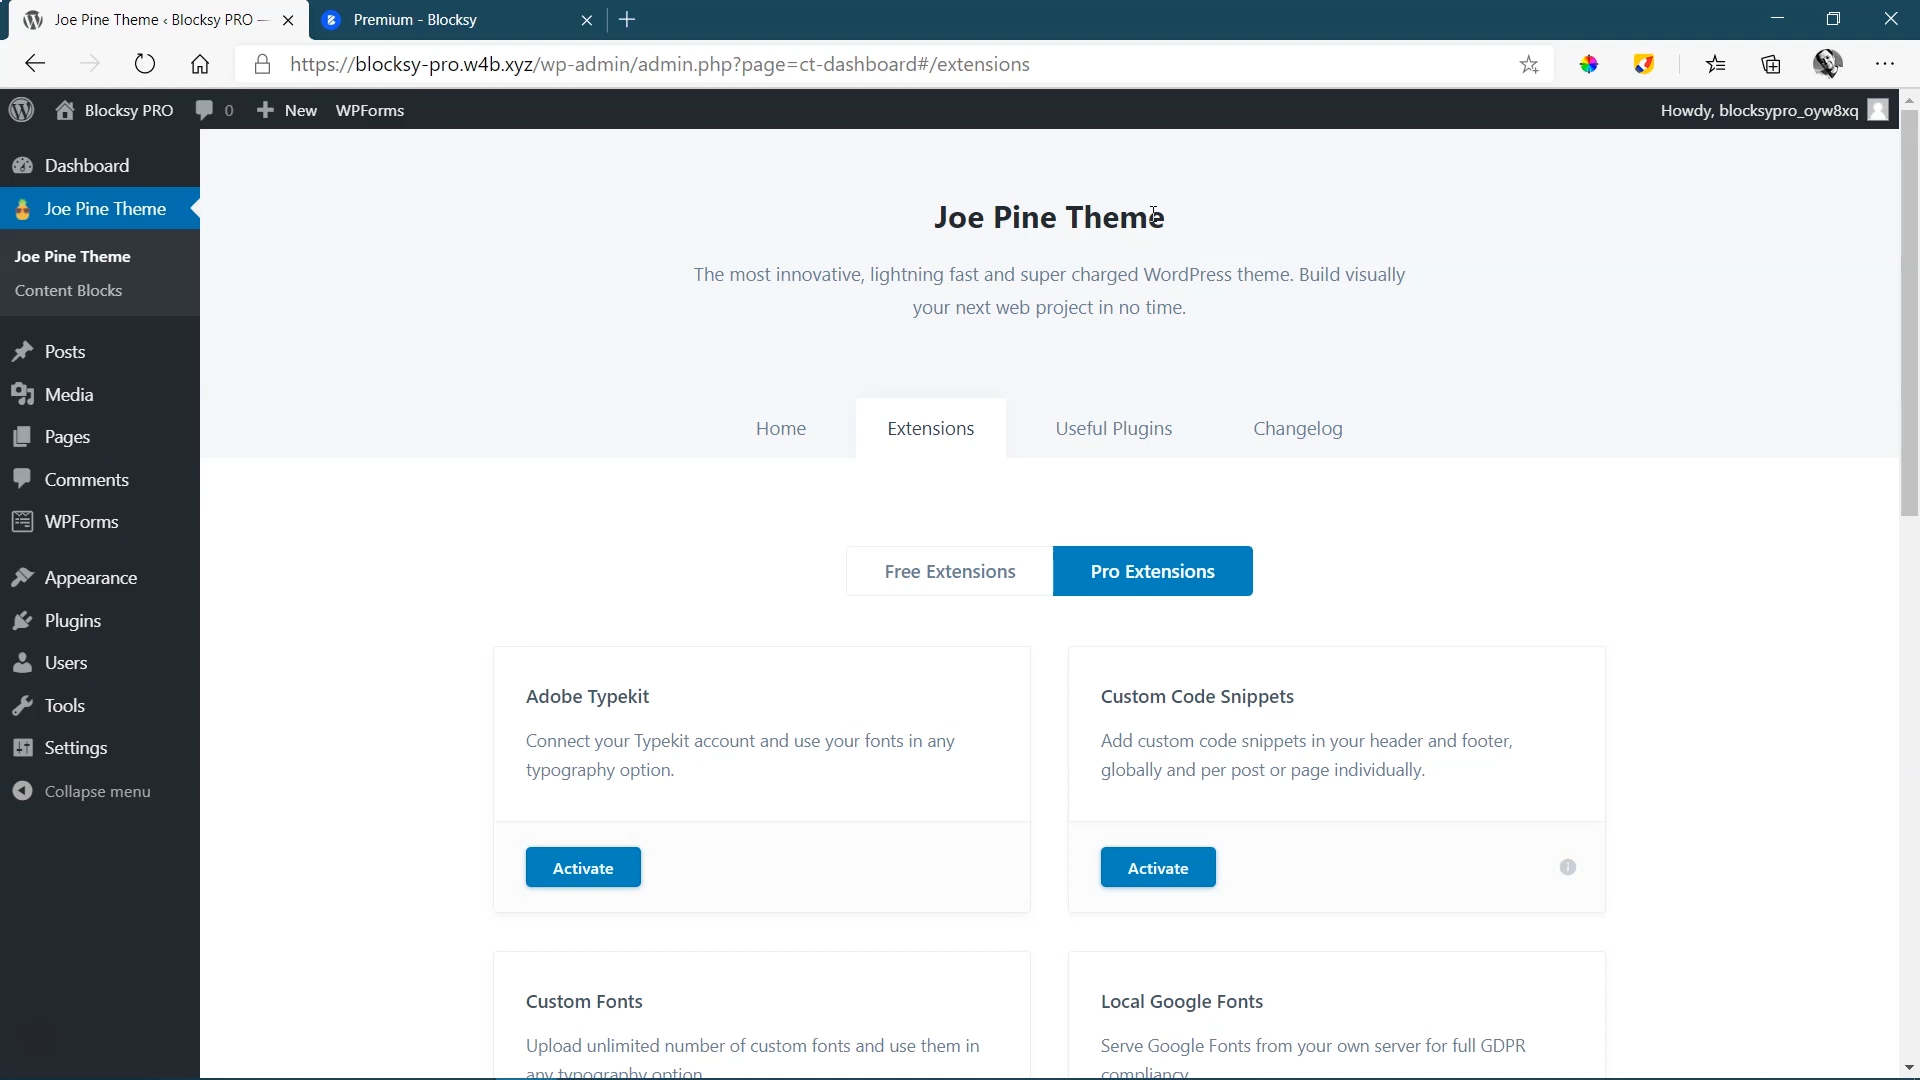 Joe Pine Theme ‹ Blocksy PRO —
Premium - Blocksy
https://blocksy-pro.w4b.xyz/wp-admin/admin.php?page=ct-dashboard#/extensions
Blocksy PRO
0
New
WPForms
Howdy, blocksypro_oyw8xq
Dashboard
Joe Pine Theme
Joe Pine Theme
Content Blocks
Posts
Media
Pages
Comments
WPForms
Appearance
Plugins
Users
Tools
Settings
Collapse menu
Joe Pine Theme
The most innovative, lightning fast and super charged WordPress theme. Build visually
your next web project in no time.
Home
Extensions
Useful Plugins
Changelog
Free Extensions
Pro Extensions
Adobe Typekit
Connect your Typekit account and use your fonts in any
typography option.
Activate
Custom Code Snippets
Add custom code snippets in your header and footer,
globally and per post or page individually.
Activate
Custom Fonts
Upload unlimited number of custom fonts and use them in
any typography option.
Local Google Fonts
Serve Google Fonts from your own server for full GDPR
compliancy